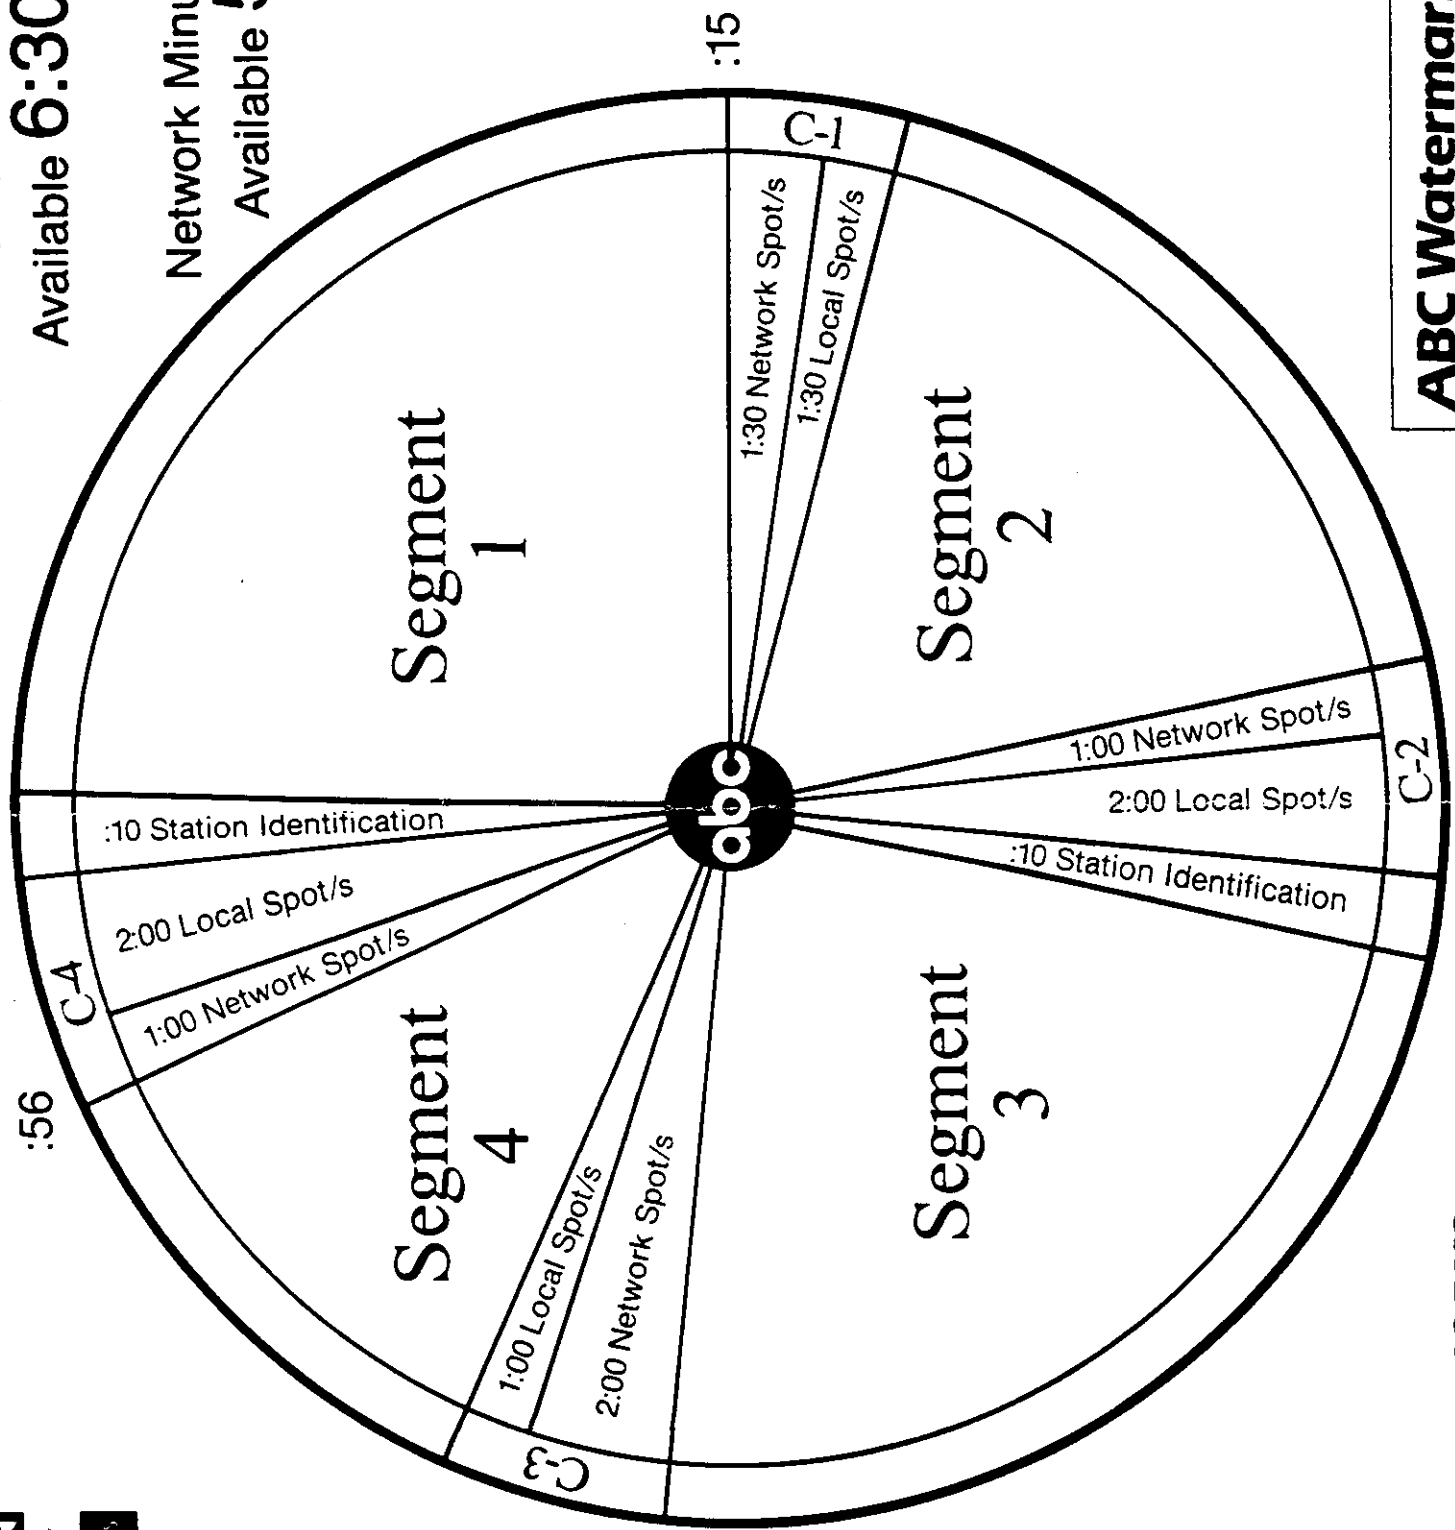 Available 6:30
Network Minu
Available 5
:15
C-1
1:30 Network Spot/s
1:30 Local Spot/s
Segment
1
Segment
2
1:00 Network Spot/s
2:00 Local Spot/s
C-2
:10 Station Identification
Segment
3
2:00 Network Spot/s
1:00 Local Spot/s
C-3
Segment
4
:56
1:00 Network Spot/s
2:00 Local Spot/s
C-4
:10 Station Identification
abc
ABC Watermar